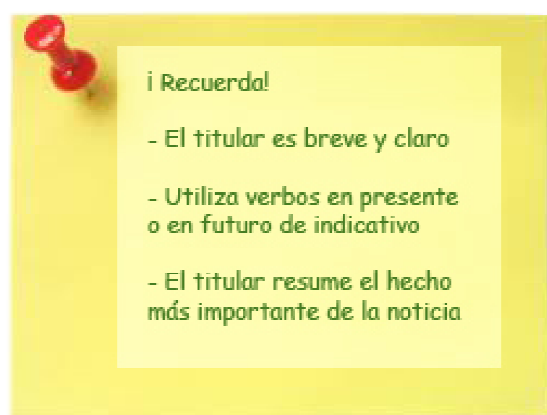 ¡ Recuerda!
- El titular es breve y claro
- Utiliza verbos en presente
o en futuro de indicativo
- El titular resume el hecho
más importante de la noticia